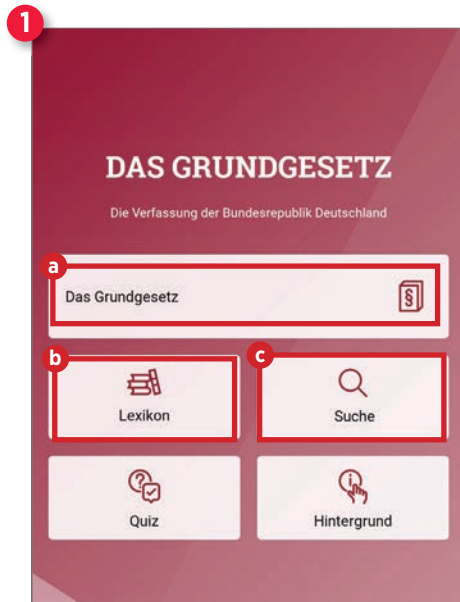 1
DAS GRUNDGESETZ
Die Verfassung der Bundesrepublik Deutschland
a
Das Grundgesetz §
b
c
Lexikon
Suche
Quiz
Hintergrund